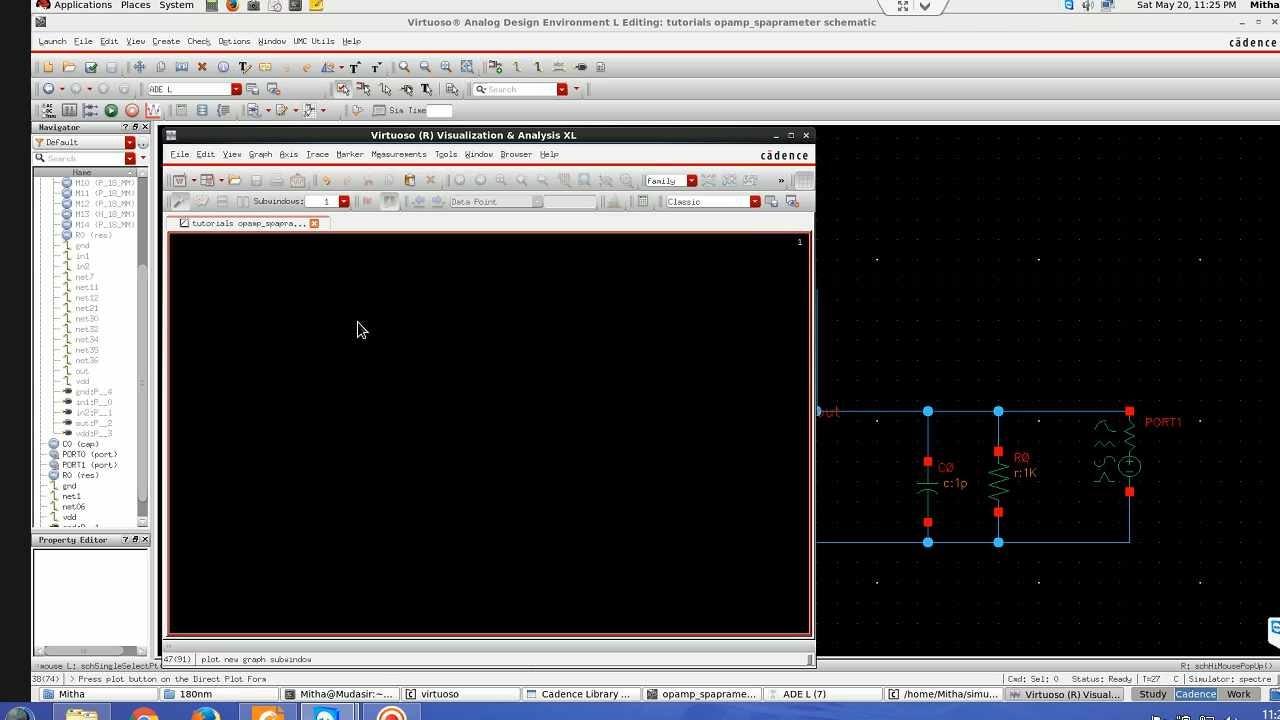 Applications Places System
Sat May 20, 11:25 PM Mitha
Virtuoso® Analog Design Environment L Editing: tutorials opamp_spaprameter schematic
Launch File Edit View Create Check Options Window UMC Utils Help
cādence
ADE L
Search
Sim Time
Navigator
Default
Search
Name
M10 (P_18_MM)
M11 (P_18_MM)
M12 (P_18_MM)
M13 (P_18_MM)
M14 (P_18_MM)
R0 (res)
gnd
in1
in2
net7
net11
net12
net21
net30
net32
net34
net35
net36
out
vdd
gnd:P__4
in1:P__0
in2:P__1
out:P__2
vdd:P__3
C0 (cap)
PORT0 (port)
PORT1 (port)
R0 (res)
gnd
net1
net06
vdd
Property Editor
Virtuoso (R) Visualization & Analysis XL
File Edit View Graph Axis Trace Marker Measurements Tools Window Browser Help
cādence
family
Subwindows: 1
Data Point
Classic
tutorials opamp_spapra...
1
47(91) plot new graph subwindow
out
C0
c:1p
R0
r:1K
PORT1
mouse L: schSingleSelectPt
R: schHiMousePopUp()
38(74) > Press plot button on the Direct Plot Form
Cmd: Sel: 0 Status: Ready T=27 C Simulator: spectre
Mitha
180nm
Mitha@Mudasir:~...
virtuoso
Cadence Library ...
opamp_spaprame...
ADE L (7)
/home/Mitha/simu...
Virtuoso (R) Visual...
Study Cadence Work